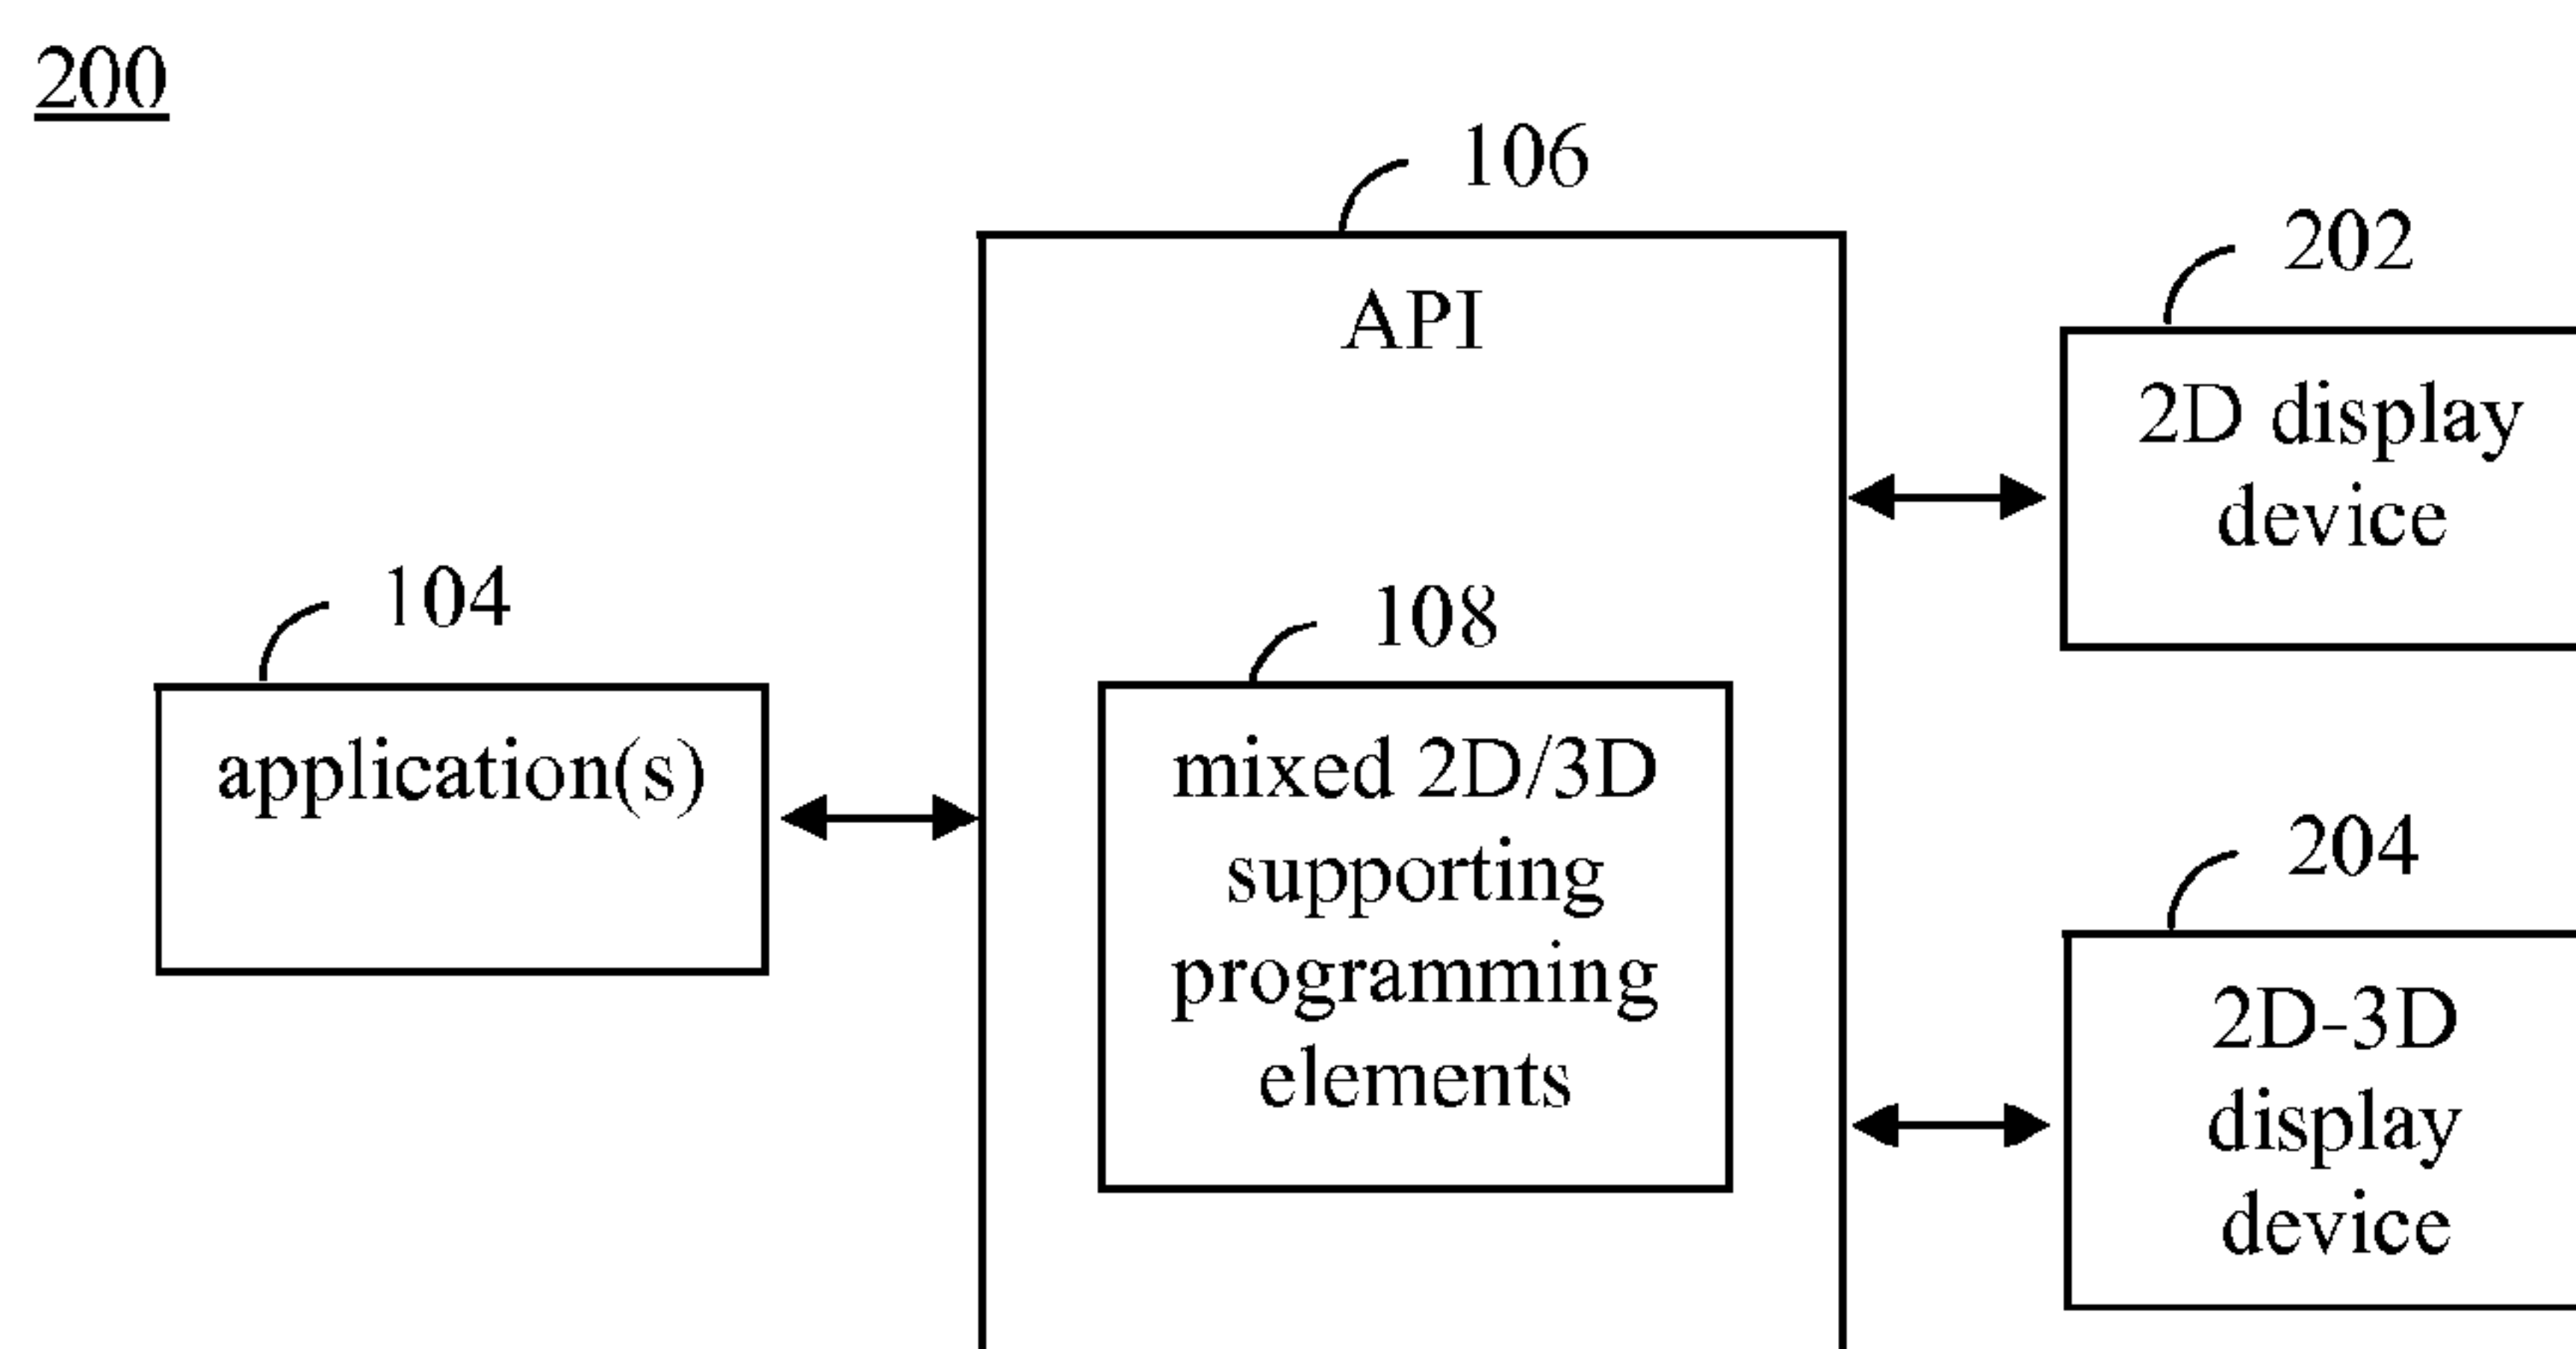 200
106
API
202
2D display
device
104
application(s)
108
mixed 2D/3D
supporting
programming
elements
204
2D-3D
display
device